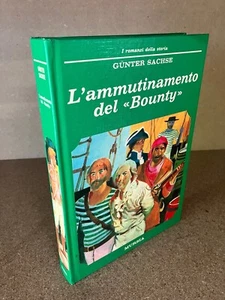 I romanzi della storia
GÜNTER SACHSE
L'ammutinamento
del «Bounty»
MURSIA